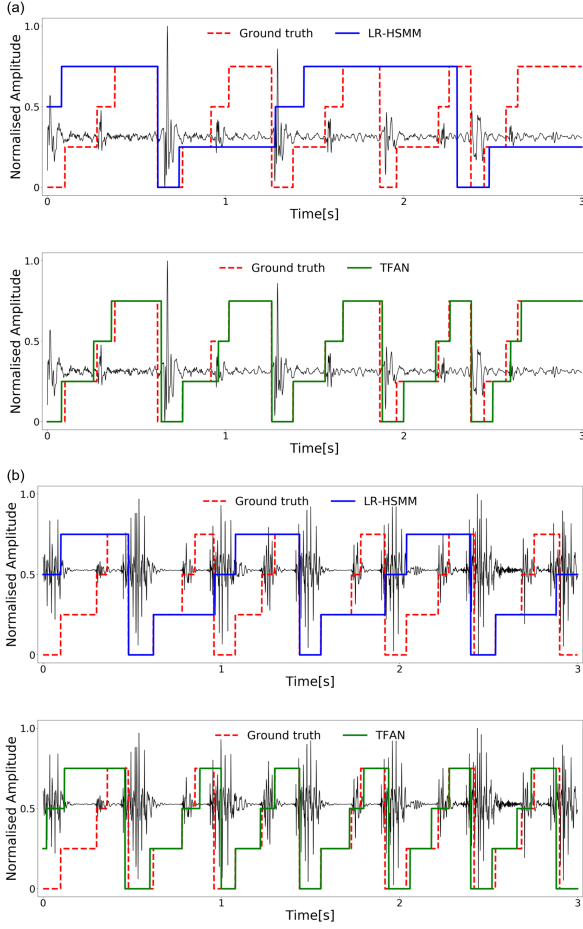 (a)
Ground truth LR-HSMM
Normalised Amplitude
1.0
0.5
0
0 1 2 3
Time[s]
Ground truth TFAN
Normalised Amplitude
1.0
0.5
0
0 1 2 3
Time[s]
(b)
Ground truth LR-HSMM
Normalised Amplitude
1.0
0.5
0
0 1 2 3
Time[s]
Ground truth TFAN
Normalised Amplitude
1.0
0.5
0
0 1 2 3
Time[s]